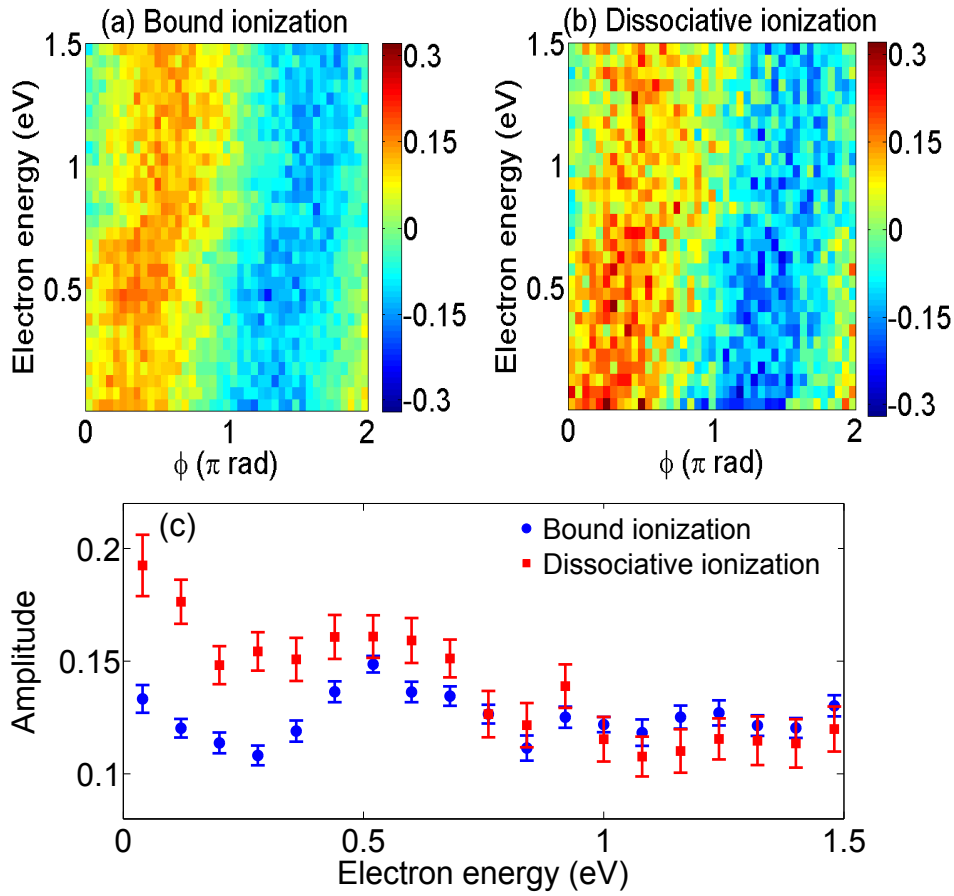 (a) Bound ionization
(b) Dissociative ionization
Electron energy (eV)
1.5
1
0.5
0
1
2
ϕ (π rad)
0.3
0.15
0
-0.15
-0.3
Electron energy (eV)
1.5
1
0.5
0
1
2
ϕ (π rad)
0.3
0.15
0
-0.15
-0.3
(c)
Bound ionization
Dissociative ionization
Amplitude
0.2
0.15
0.1
0
0.5
1
1.5
Electron energy (eV)